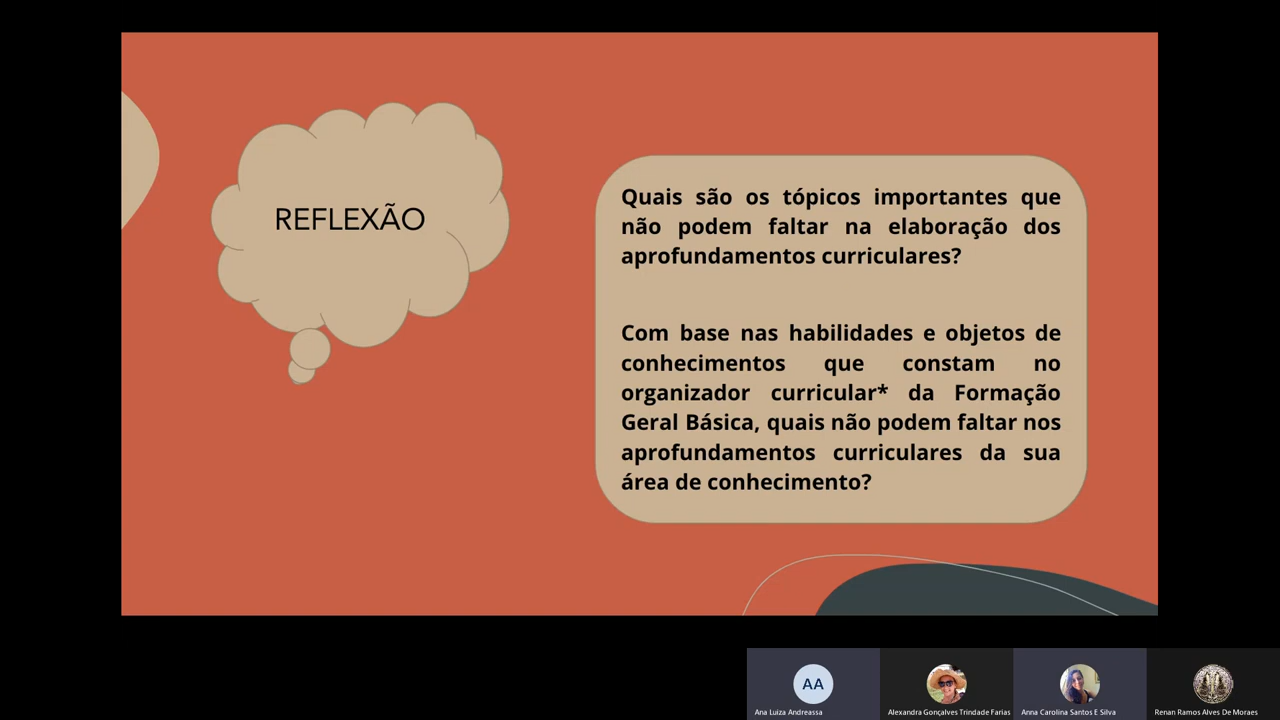 REFLEXÃO
Quais são os tópicos importantes que
não podem faltar na elaboração dos
aprofundamentos curriculares?
Com base nas habilidades e objetos de
conhecimentos que constam no
organizador curricular* da Formação
Geral Básica, quais não podem faltar nos
aprofundamentos curriculares da sua
área de conhecimento?
AA
Ana Luiza Andreassa
Alexandra Gonçalves Trindade Farias
Anna Carolina Santos E Silva
Renan Ramos Alves De Moraes